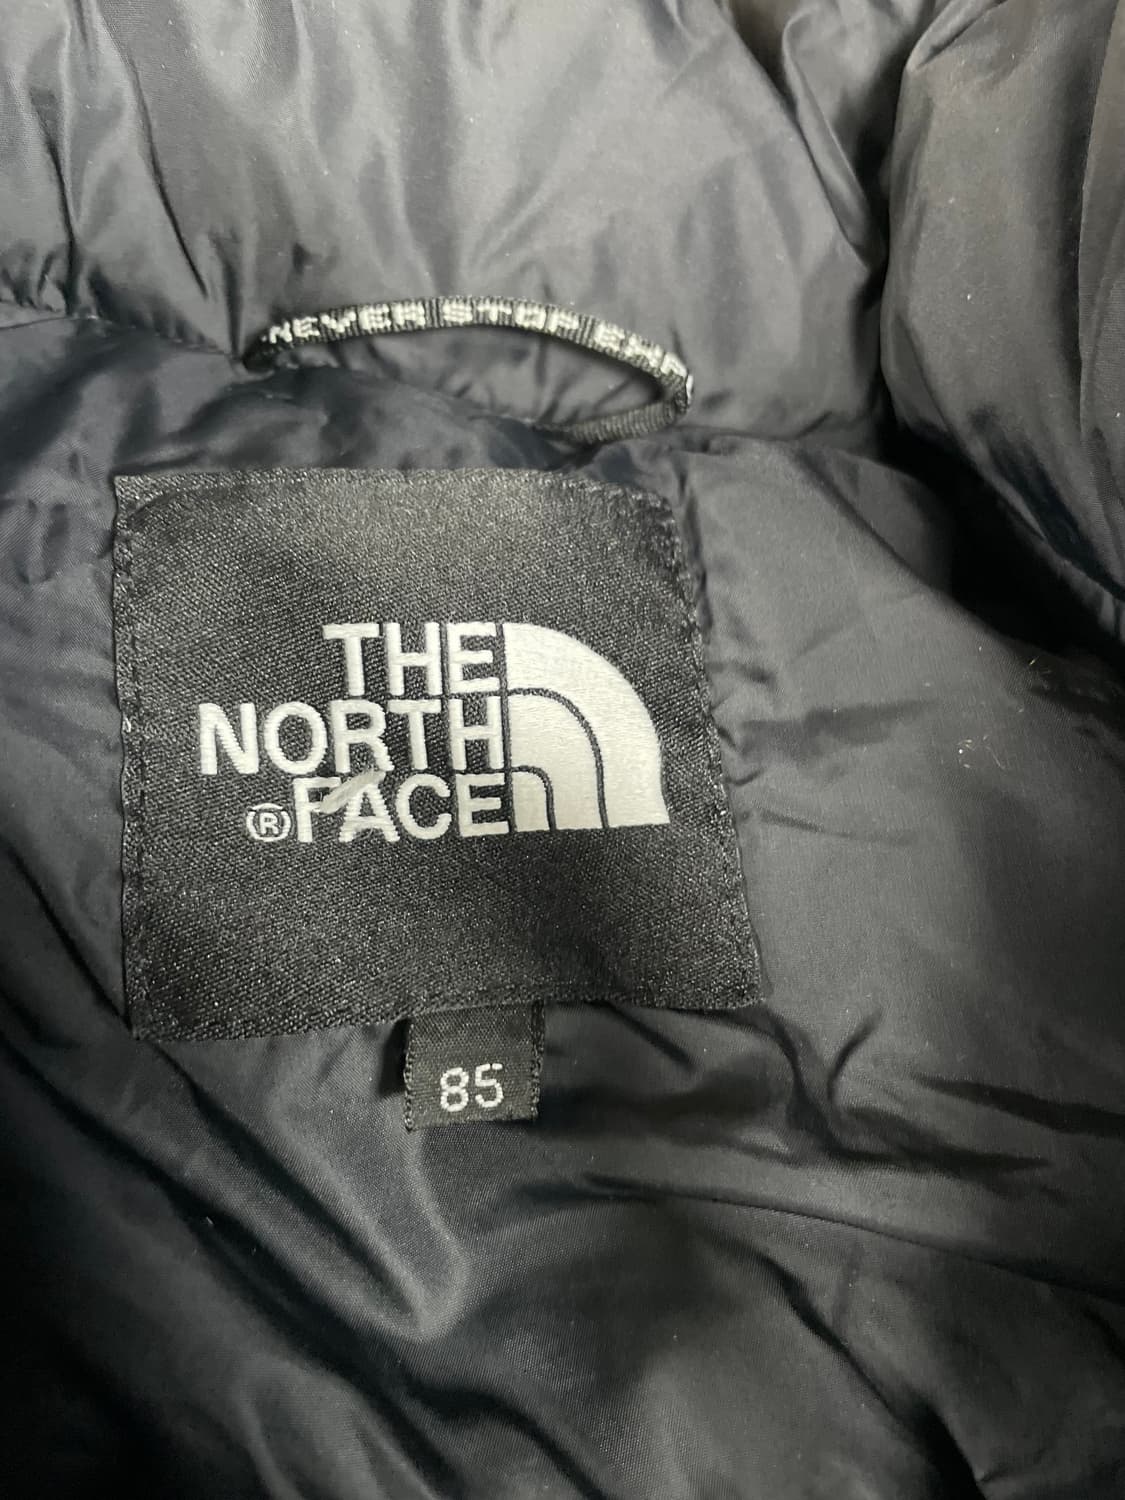 NEVER STOP EXP
THE
NORTH
®FACE
85